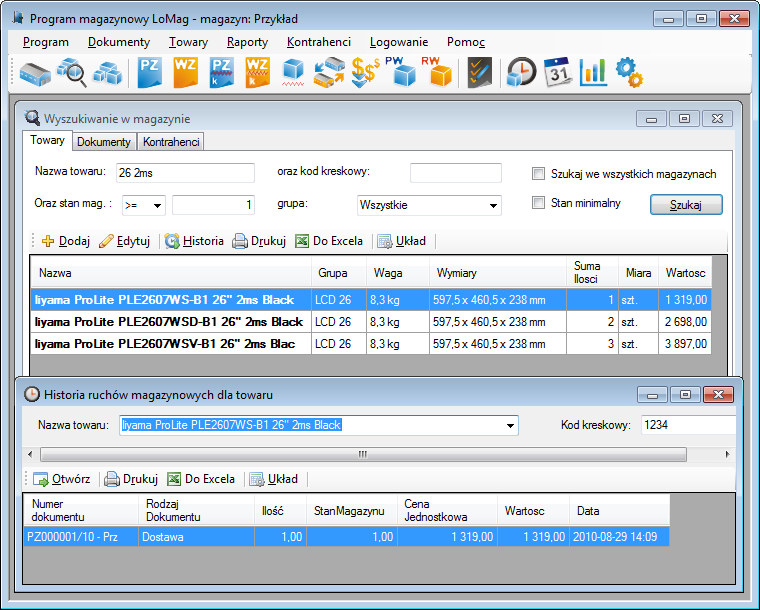 Program magazynowy LoMag - magazyn: Przykład
Program Dokumenty Towary Raporty Kontrahenci Logowanie Pomoc
PZ WZ PZ k WZ k $$$ PW RW 31
Wyszukiwanie w magazynie
Towary Dokumenty Kontrahenci
Nazwa towaru: 26 2ms oraz kod kreskowy: Szukaj we wszystkich magazynach
Oraz stan mag. : >= 1 grupa: Wszystkie Stan minimalny Szukaj
Dodaj Edytuj Historia Drukuj Do Excela Układ
Nazwa Grupa Waga Wymiary Suma Ilosci Miara Wartosc
Iiyama ProLite PLE2607WS-B1 26" 2ms Black LCD 26 8,3 kg 597,5 x 460,5 x 238 mm 1 szt. 1 319,00
Iiyama ProLite PLE2607WSD-B1 26" 2ms Black LCD 26 8,3 kg 597,5 x 460,5 x 238 mm 2 szt. 2 698,00
Iiyama ProLite PLE2607WSV-B1 26" 2ms Blac LCD 26 8,3 kg 597,5 x 460,5 x 238 mm 3 szt. 3 897,00
Historia ruchów magazynowych dla towaru
Nazwa towaru: Iiyama ProLite PLE2607WS-B1 26" 2ms Black Kod kreskowy: 1234
Otwórz Drukuj Do Excela Układ
Numer dokumentu Rodzaj Dokumentu Ilość StanMagazynu Cena Jednostkowa Wartosc Data
PZ000001/10 - Prz Dostawa 1,00 1,00 1 319,00 1 319,00 2010-08-29 14:09